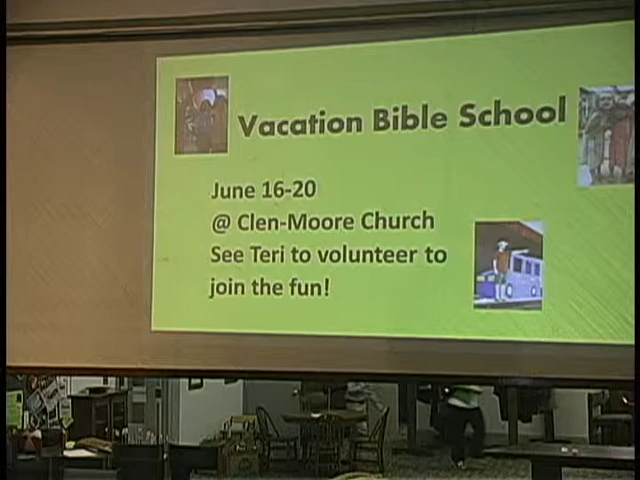 Vacation Bible School
June 16-20
@ Clen-Moore Church
See Teri to volunteer to
join the fun!